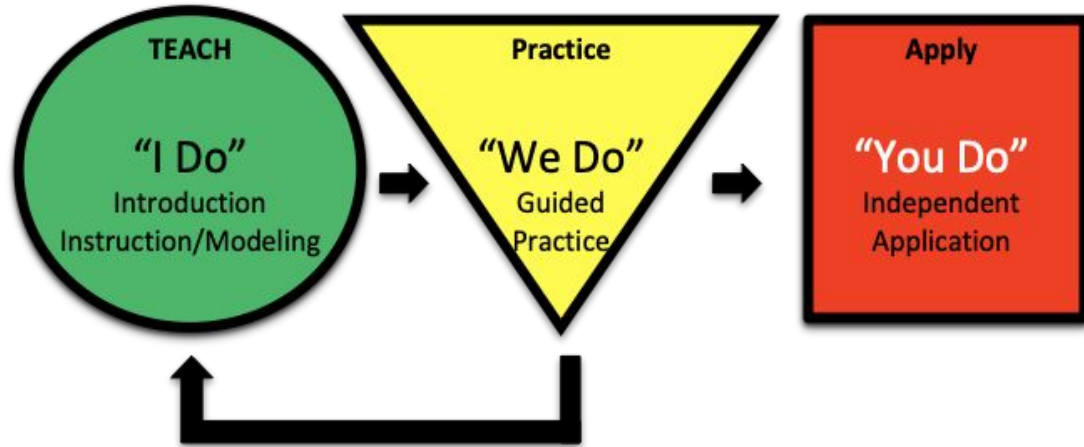 TEACH
“I Do”
Introduction
Instruction/Modeling
Practice
“We Do”
Guided
Practice
Apply
“You Do”
Independent
Application